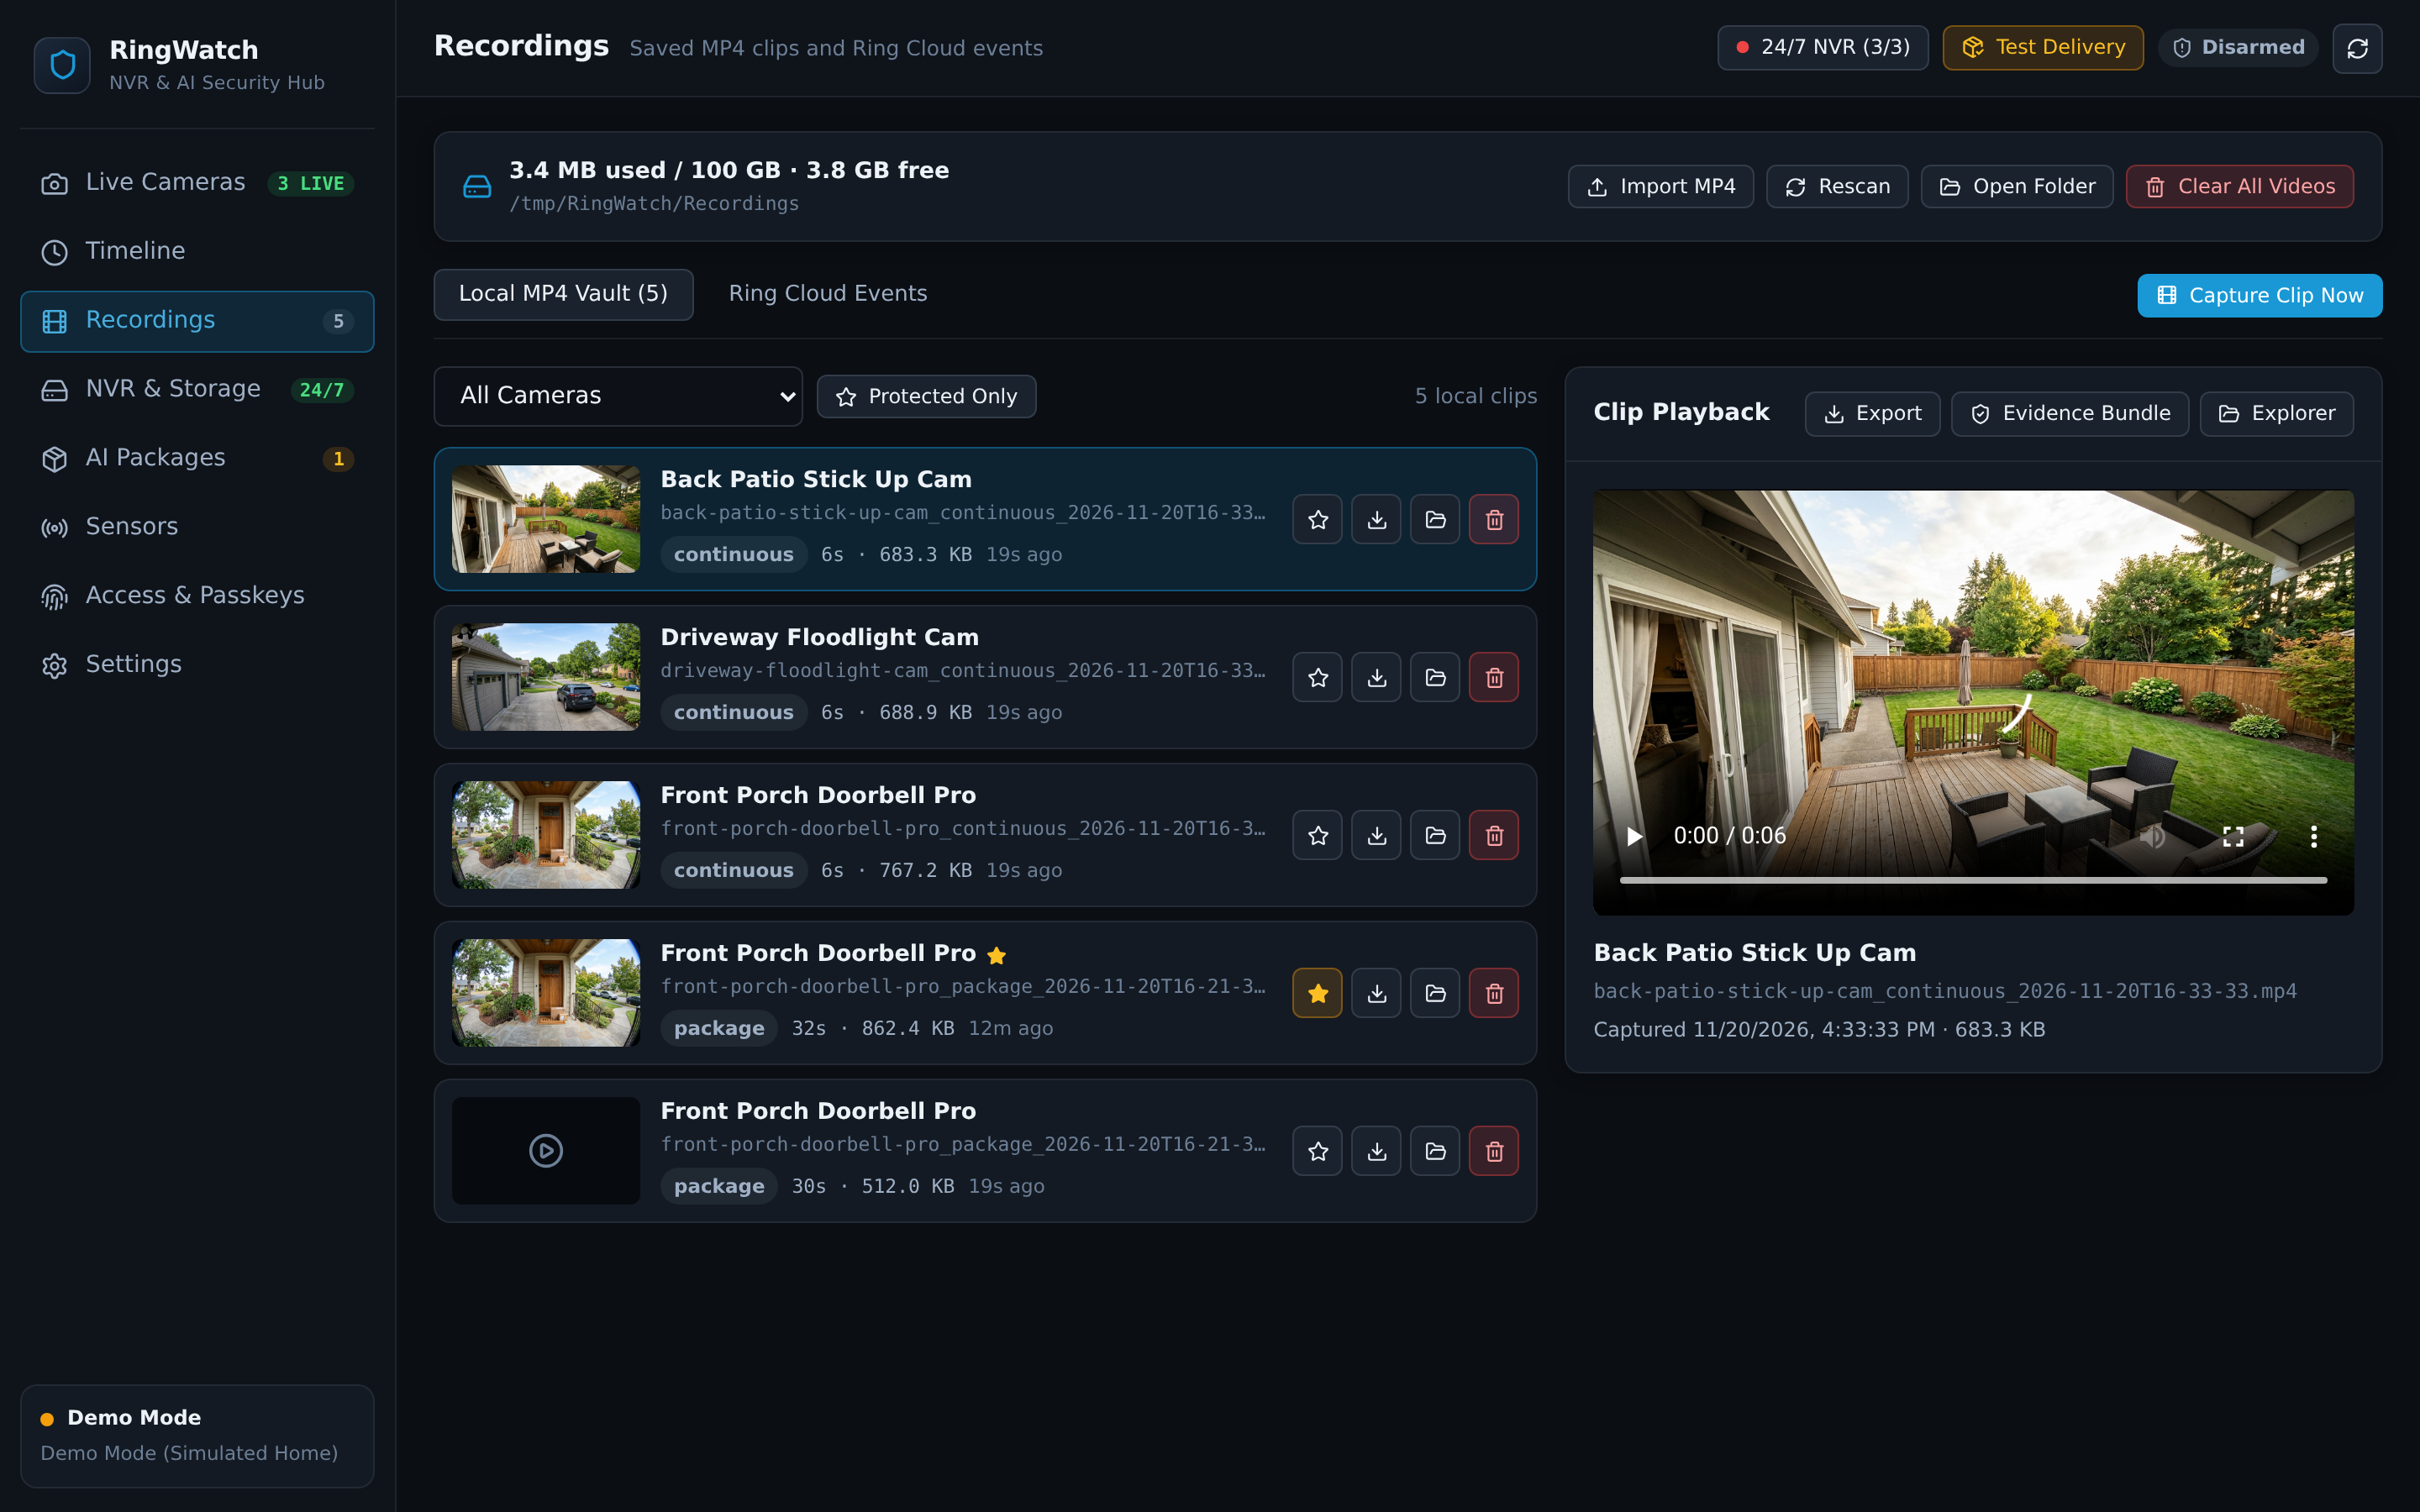 RingWatch
NVR & AI Security Hub
Live Cameras 3 LIVE
Timeline
Recordings 5
NVR & Storage 24/7
AI Packages 1
Sensors
Access & Passkeys
Settings
Demo Mode
Demo Mode (Simulated Home)
Recordings Saved MP4 clips and Ring Cloud events
24/7 NVR (3/3) Test Delivery Disarmed
3.4 MB used / 100 GB · 3.8 GB free
/tmp/RingWatch/Recordings
Import MP4 Rescan Open Folder Clear All Videos
Local MP4 Vault (5) Ring Cloud Events Capture Clip Now
All Cameras Protected Only 5 local clips
Back Patio Stick Up Cam
back-patio-stick-up-cam_continuous_2026-11-20T16-33…
continuous 6s · 683.3 KB 19s ago
Driveway Floodlight Cam
driveway-floodlight-cam_continuous_2026-11-20T16-33…
continuous 6s · 688.9 KB 19s ago
Front Porch Doorbell Pro
front-porch-doorbell-pro_continuous_2026-11-20T16-3…
continuous 6s · 767.2 KB 19s ago
Front Porch Doorbell Pro
front-porch-doorbell-pro_package_2026-11-20T16-21-3…
package 32s · 862.4 KB 12m ago
Front Porch Doorbell Pro
front-porch-doorbell-pro_package_2026-11-20T16-21-3…
package 30s · 512.0 KB 19s ago
Clip Playback Export Evidence Bundle Explorer
0:00 / 0:06
Back Patio Stick Up Cam
back-patio-stick-up-cam_continuous_2026-11-20T16-33-33.mp4
Captured 11/20/2026, 4:33:33 PM · 683.3 KB